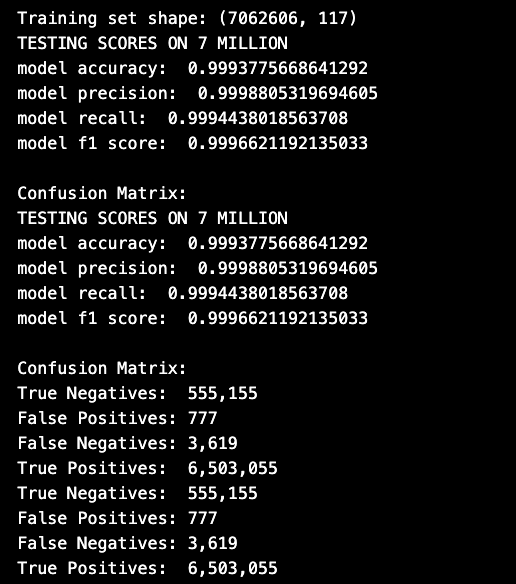 Training set shape: (7062606, 117)
TESTING SCORES ON 7 MILLION
model accuracy:  0.9993775668641292
model precision:  0.9998805319694605
model recall:  0.9994438018563708
model f1 score:  0.9996621192135033

Confusion Matrix:
TESTING SCORES ON 7 MILLION
model accuracy:  0.9993775668641292
model precision:  0.9998805319694605
model recall:  0.9994438018563708
model f1 score:  0.9996621192135033

Confusion Matrix:
True Negatives:  555,155
False Positives: 777
False Negatives: 3,619
True Positives:  6,503,055
True Negatives:  555,155
False Positives: 777
False Negatives: 3,619
True Positives:  6,503,055